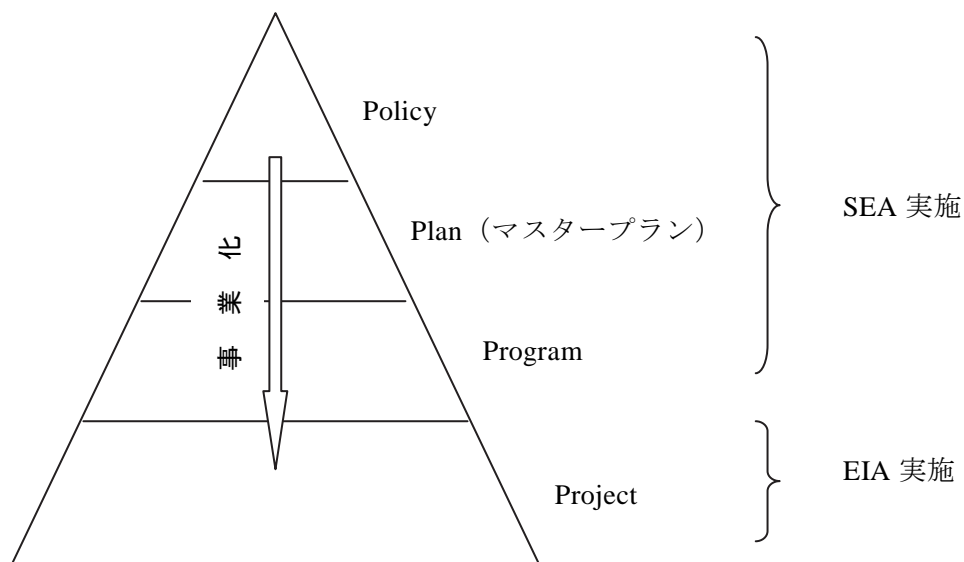 Policy
SEA 実施
Plan（マスタープラン）
事業化
Program
EIA 実施
Project